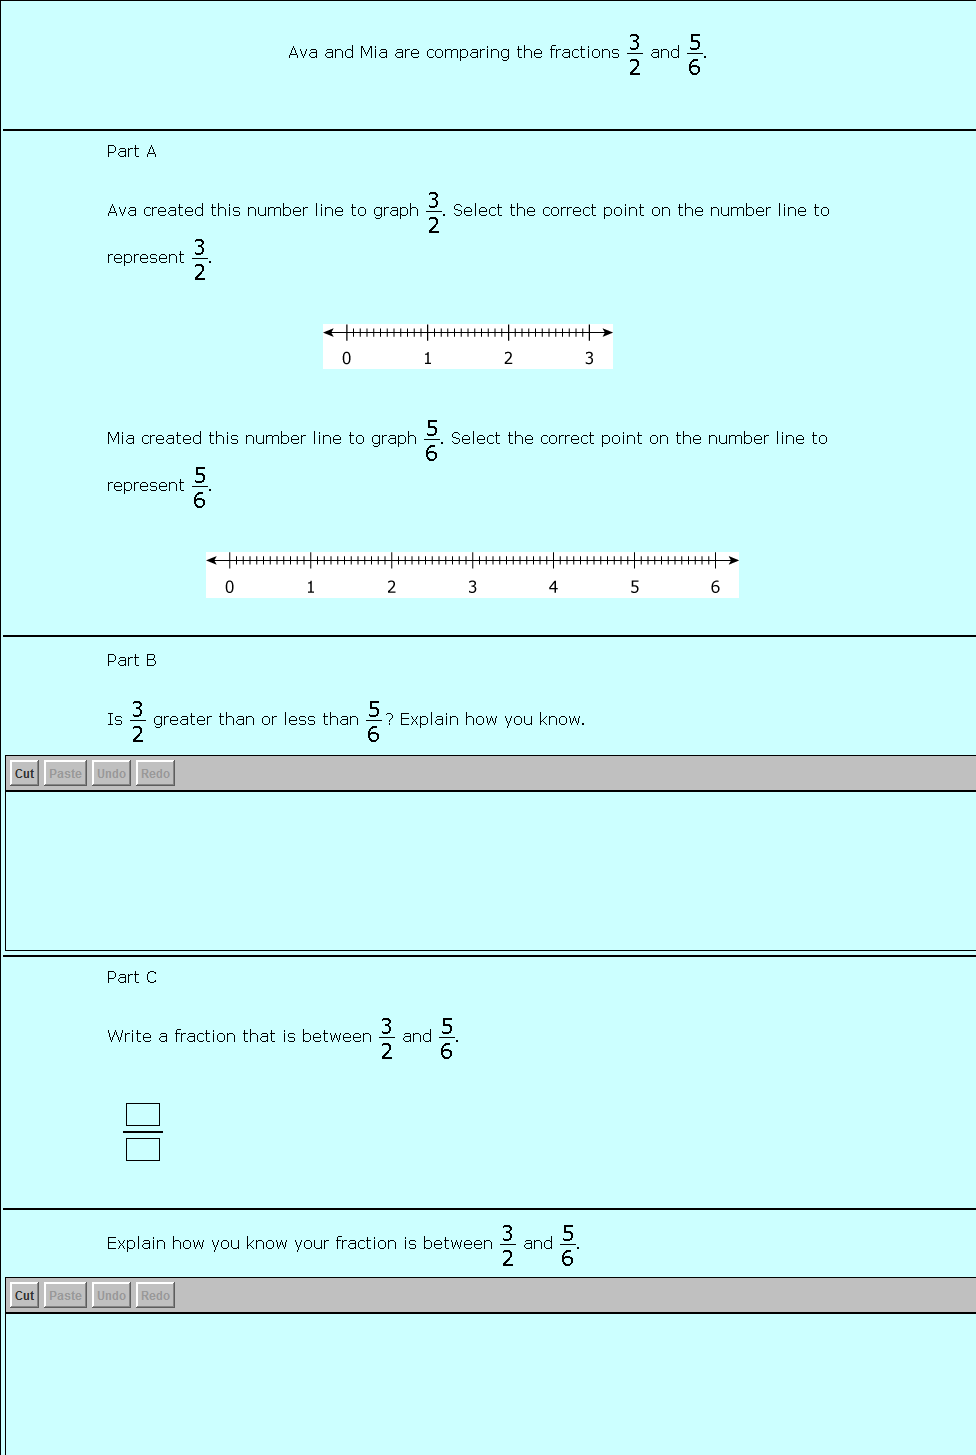 Ava and Mia are comparing the fractions 3/2 and 5/6.
Part A
Ava created this number line to graph 3/2. Select the correct point on the number line to
represent 3/2.
0 1 2 3
Mia created this number line to graph 5/6. Select the correct point on the number line to
represent 5/6.
0 1 2 3 4 5 6
Part B
Is 3/2 greater than or less than 5/6? Explain how you know.
Cut Paste Undo Redo
Part C
Write a fraction that is between 3/2 and 5/6.
Explain how you know your fraction is between 3/2 and 5/6.
Cut Paste Undo Redo